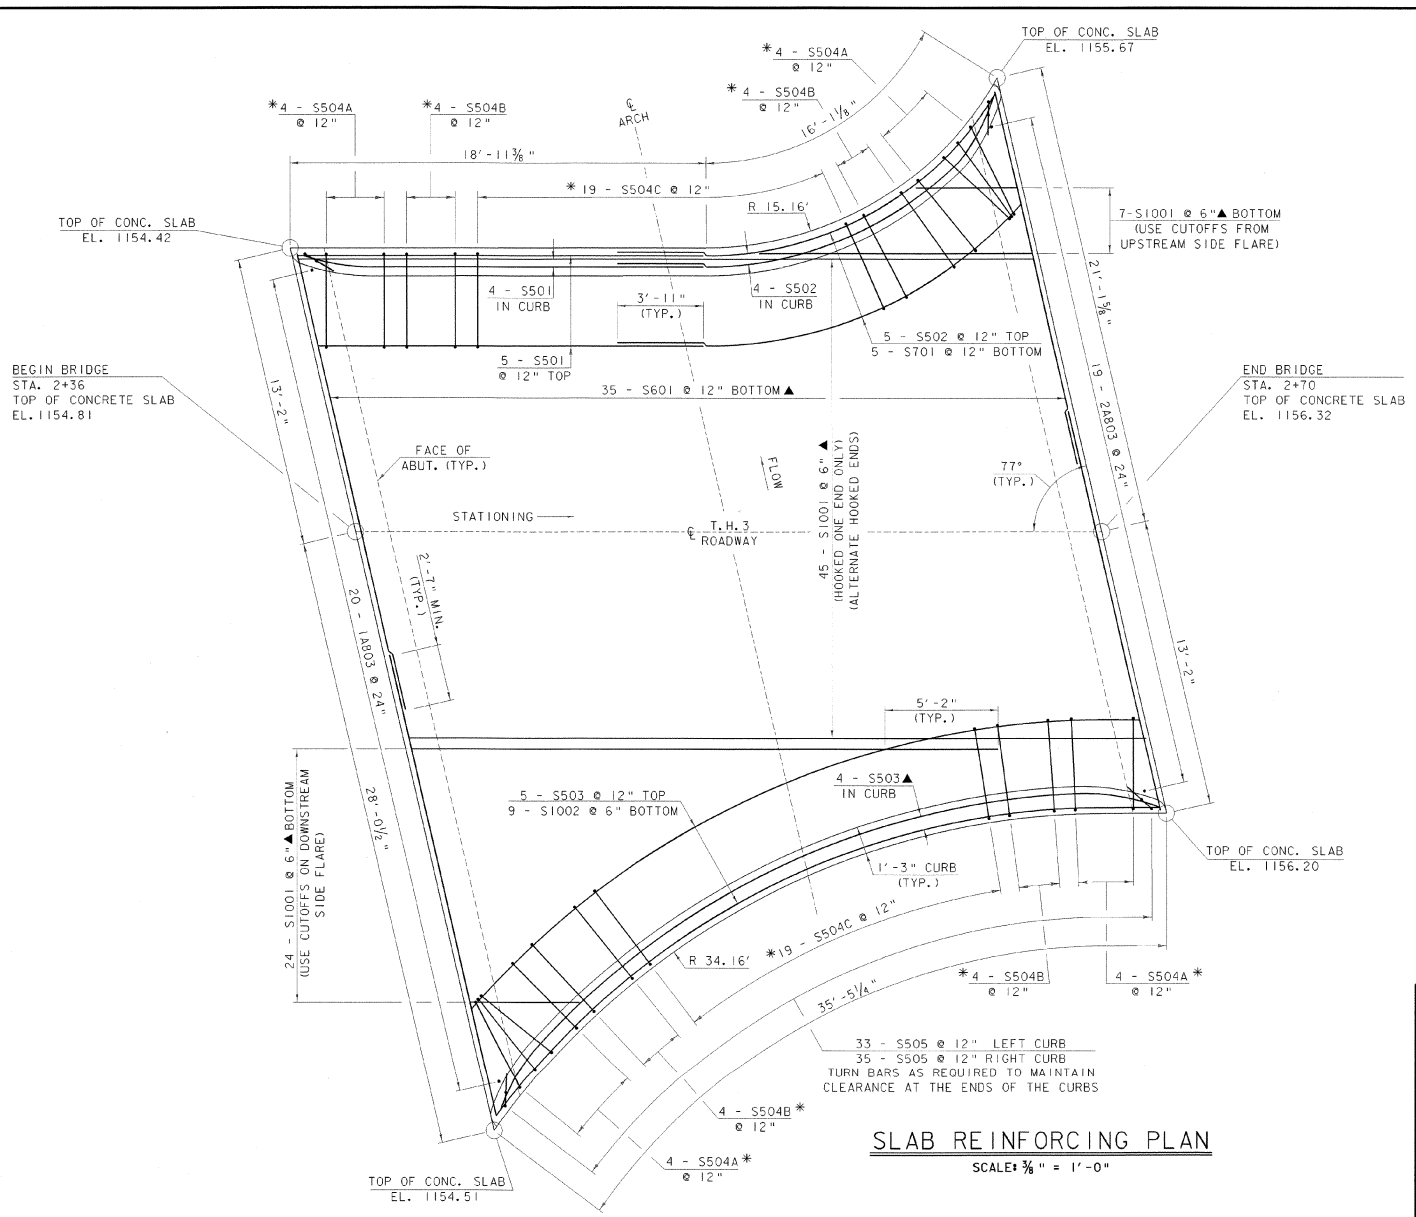 TOP OF CONC. SLAB
EL. 1155.67
*4 - S504A
@ 12"
*4 - S504B
@ 12"
16'-1⅛"
*4 - S504A
@ 12"
*4 - S504B
@ 12"
℄
ARCH
18'-11⅜"
*19 - S504C @ 12"
R 15.16'
7-S1001 @ 6"▲ BOTTOM
(USE CUTOFFS FROM
UPSTREAM SIDE FLARE)
TOP OF CONC. SLAB
EL. 1154.42
4 - S501
IN CURB
3'-11"
(TYP.)
4 - S502
IN CURB
21'-1⅝"
5 - S502 @ 12" TOP
5 - S701 @ 12" BOTTOM
5 - S501
@ 12" TOP
35 - S601 @ 12" BOTTOM▲
BEGIN BRIDGE
STA. 2+36
TOP OF CONCRETE SLAB
EL. 1154.81
13'-2"
END BRIDGE
STA. 2+70
TOP OF CONCRETE SLAB
EL. 1156.32
19 - 2A803 @ 24"
FACE OF
ABUT. (TYP.)
FLOW
45 - S1001 @ 6" ▲
(HOOKED ONE END ONLY)
(ALTERNATE HOOKED ENDS)
77°
(TYP.)
STATIONING
℄ T.H.3
ROADWAY
2'-7" MIN.
(TYP.)
20 - 1A803 @ 24"
13'-2"
5'-2"
(TYP.)
24 - S1001 @ 6"▲BOTTOM
(USE CUTOFFS ON DOWNSTREAM
SIDE FLARE)
28'-0½"
5 - S503 @ 12" TOP
9 - S1002 @ 6" BOTTOM
4 - S503▲
IN CURB
1'-3" CURB
(TYP.)
TOP OF CONC. SLAB
EL. 1156.20
R 34.16'
*19 - S504C @ 12"
*4 - S504B
@ 12"
4 - S504A*
@ 12"
35'-5¼"
33 - S505 @ 12" LEFT CURB
35 - S505 @ 12" RIGHT CURB
TURN BARS AS REQUIRED TO MAINTAIN
CLEARANCE AT THE ENDS OF THE CURBS
4 - S504B*
@ 12"
4 - S504A*
@ 12"
TOP OF CONC. SLAB
EL. 1154.51
SLAB REINFORCING PLAN
SCALE: ⅜" = 1'-0"